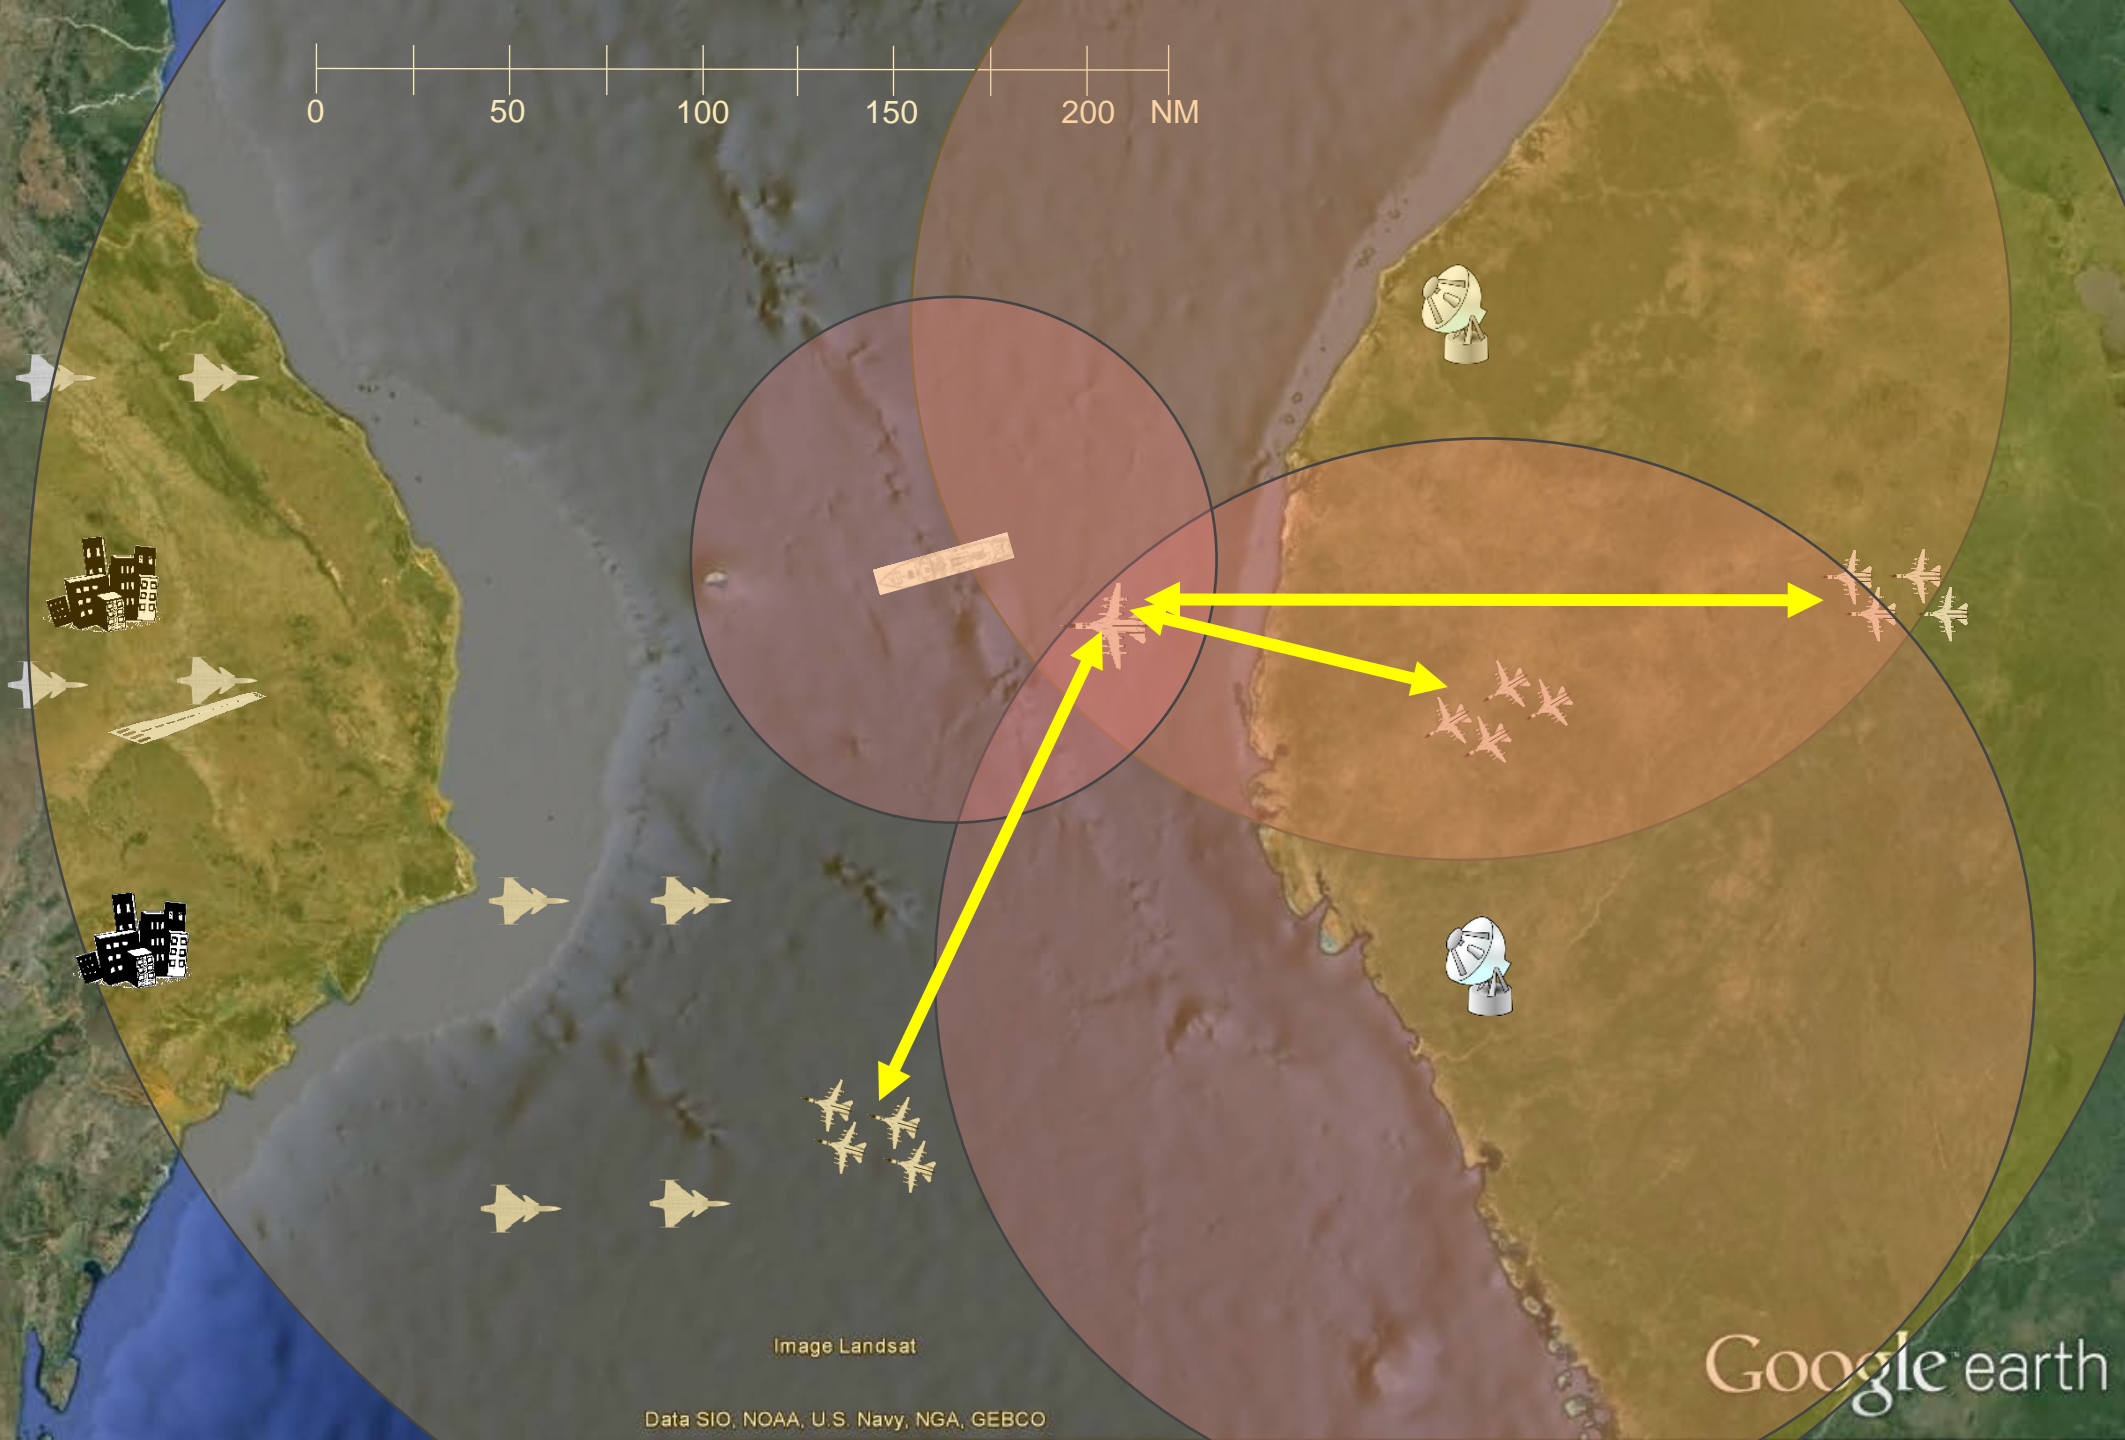 0 50 100 150 200 NM
Image Landsat
Google earth
Data SIO, NOAA, U.S. Navy, NGA, GEBCO